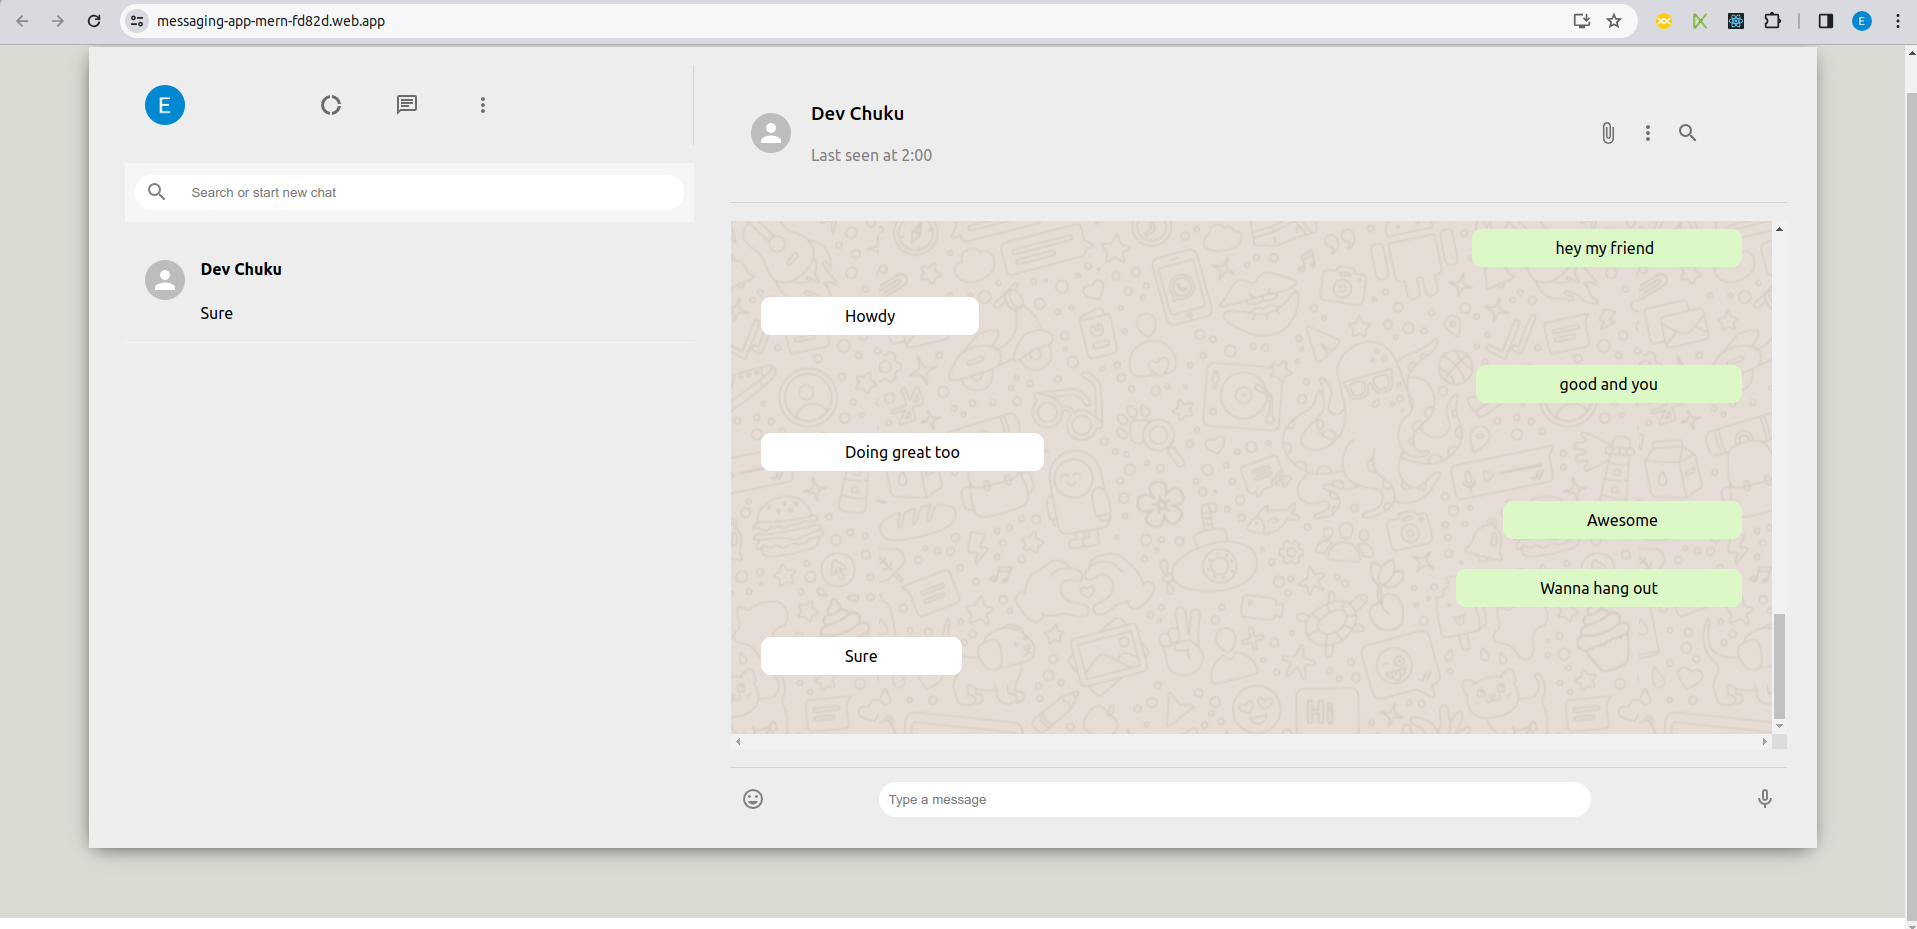 messaging-app-mern-fd82d.web.app
E
E
Search or start new chat
Dev Chuku
Sure
Dev Chuku
Last seen at 2:00
hey my friend
Howdy
good and you
Doing great too
Awesome
Wanna hang out
Sure
Hi
Type a message